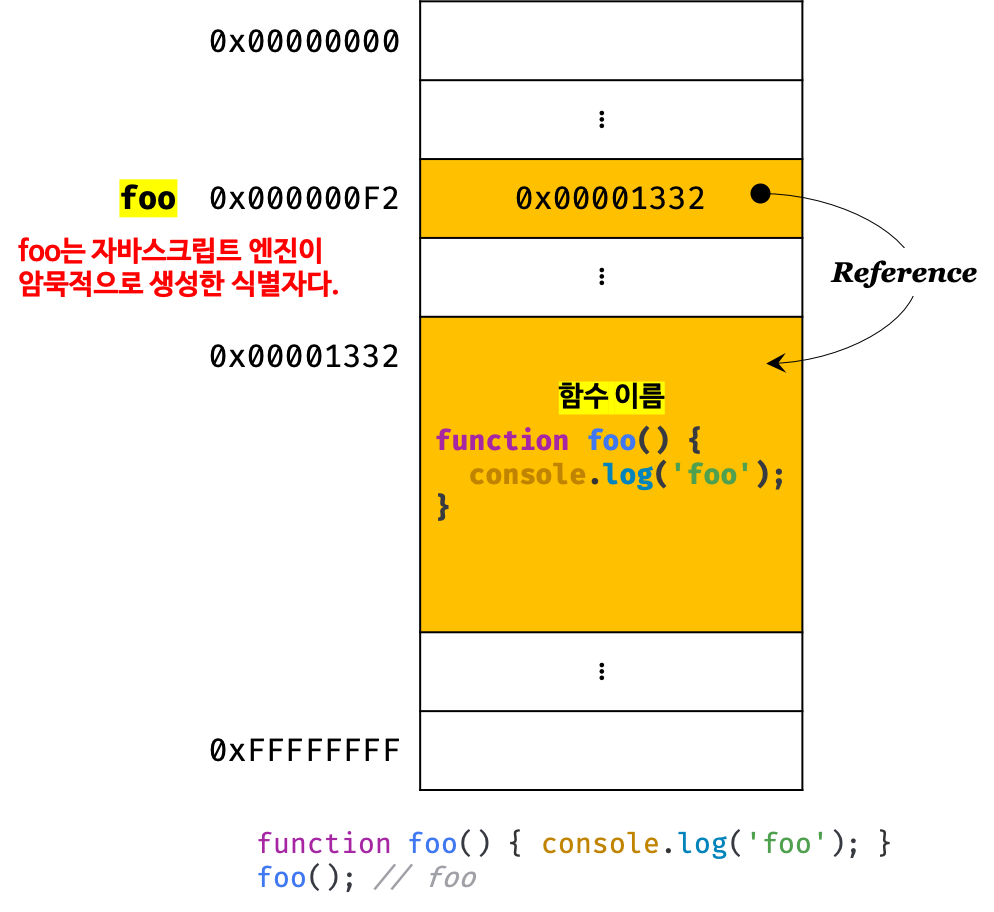 0x00000000
⋮
foo 0x000000F2 0x00001332
foo는 자바스크립트 엔진이
암묵적으로 생성한 식별자다.
⋮
Reference
0x00001332
함수 이름
function foo() {
  console.log('foo');
}
⋮
0xFFFFFFFF
function foo() { console.log('foo'); }
foo(); // foo